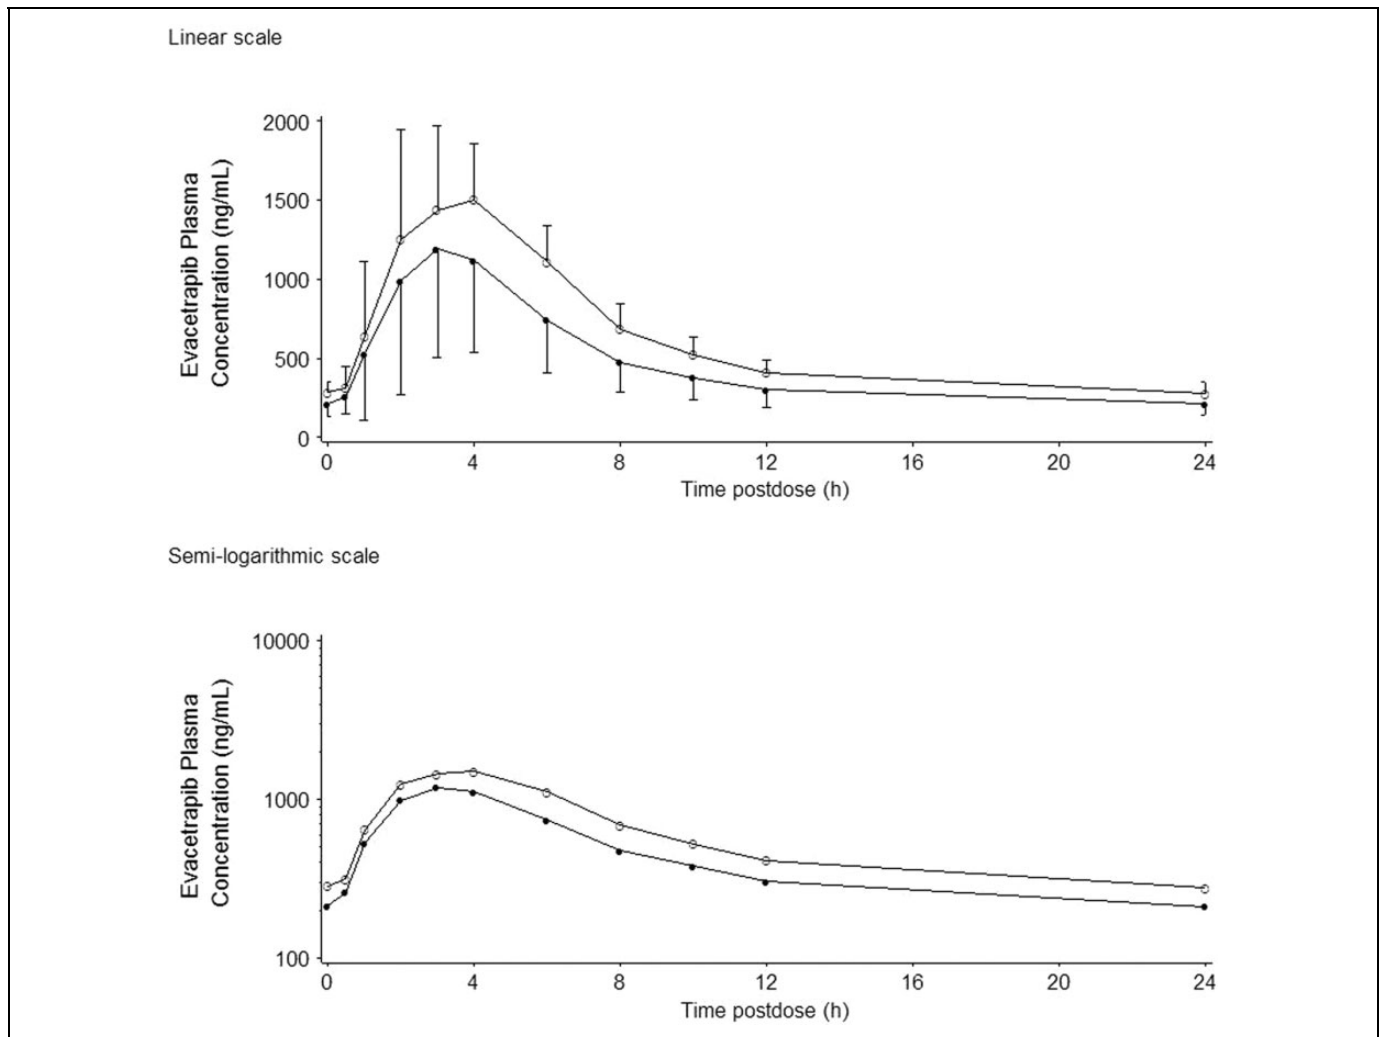 Linear scale
2000
1500
1000
500
0
Evacetrapib Plasma
Concentration (ng/mL)
0 4 8 12 16 20 24
Time postdose (h)
Semi-logarithmic scale
10000
1000
100
Evacetrapib Plasma
Concentration (ng/mL)
0 4 8 12 16 20 24
Time postdose (h)